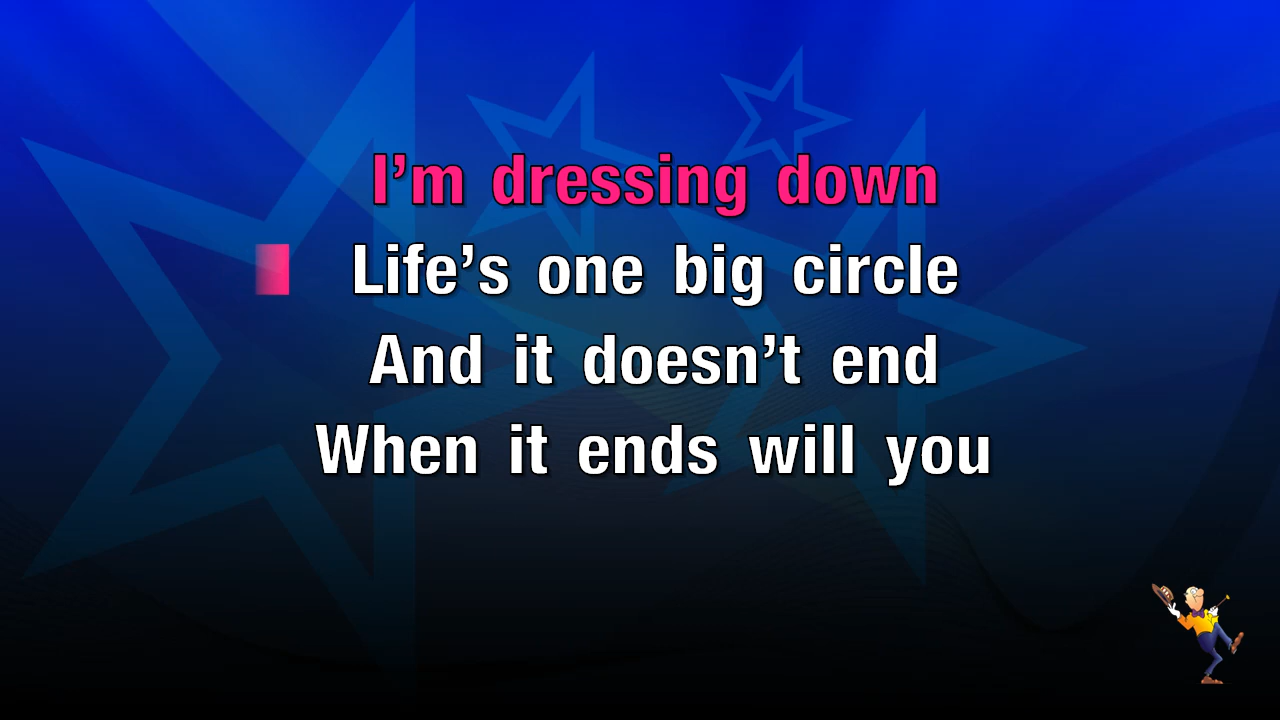 I’m dressing down
Life’s one big circle
And it doesn’t end
When it ends will you